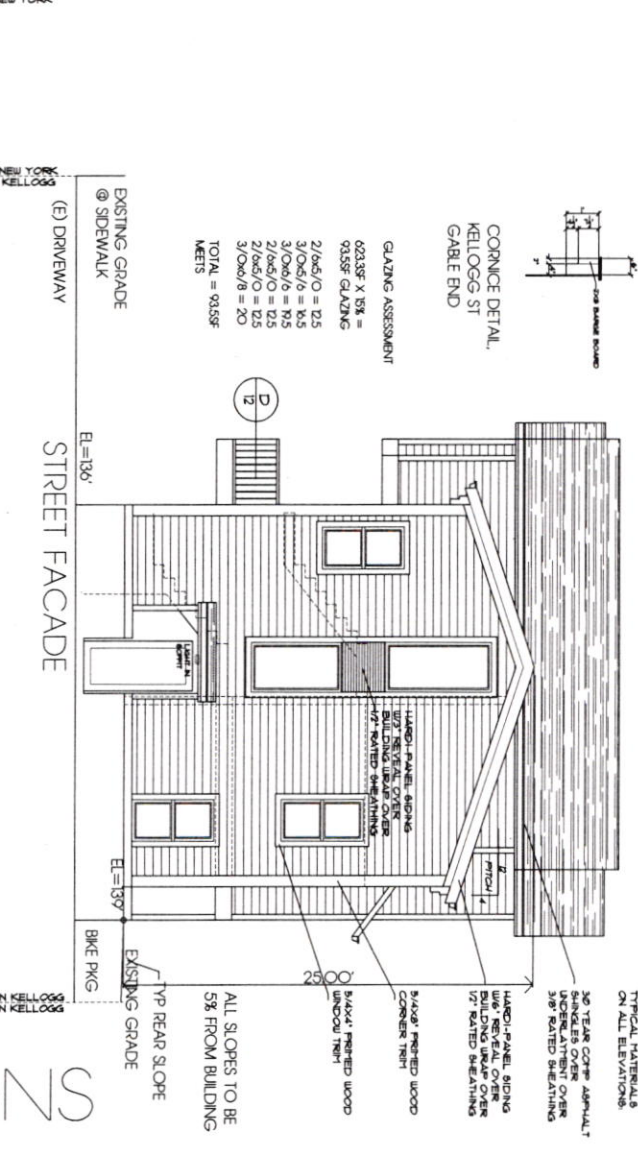 NEW YORK
NEW YORK
KELLOGG
CORNICE DETAIL,
KELLOGG ST
GABLE END
2X8 BARGE BOARD
GLAZING ASSESSMENT
623.3SF X 15% =
93.5SF GLAZING
2/6x5/0 = 12.5
3/0x5/6 = 16.5
3/0x6/6 = 19.5
2/6x5/0 = 12.5
2/6x5/0 = 12.5
3/0x6/8 = 20
TOTAL = 93.5SF
MEETS
EXISTING GRADE
@ SIDEWALK
(E) DRIVEWAY
D
12
EL=136'
STREET FACADE
LIGHT IN
SOFFIT
HARDI-PANEL SIDING
W/3" REVEAL OVER
BUILDING WRAP OVER
1/2" RATED SHEATHING
12
PITCH
4
EL=139'
BIKE PKG
25.00'
TYPICAL MATERIALS
ON ALL ELEVATIONS:
30 YEAR COMP ASPHALT
SHINGLES OVER
UNDERLAYMENT OVER
3/8" RATED SHEATHING
HARDI-PANEL SIDING
W/6" REVEAL OVER
BUILDING WRAP OVER
1/2" RATED SHEATHING
5/4X8" PRIMED WOOD
CORNER TRIM
5/4X4" PRIMED WOOD
WINDOW TRIM
ALL SLOPES TO BE
5% FROM BUILDING
TYP REAR SLOPE
EXISTING GRADE
N KELLOGG
N KELLOGG
NS